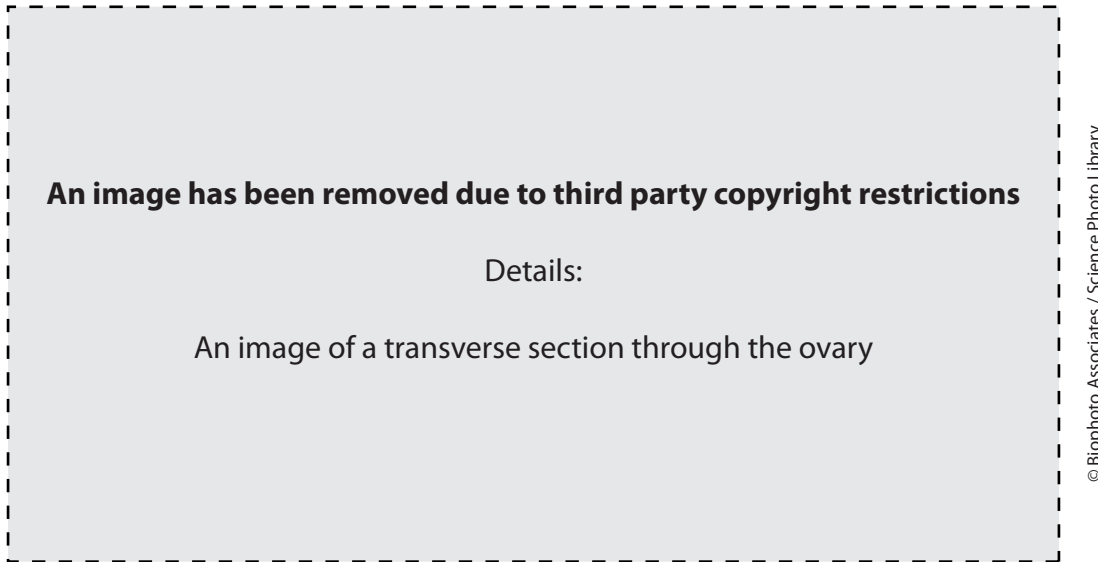 An image has been removed due to third party copyright restrictions
Details:
An image of a transverse section through the ovary
© Biophoto Associates / Science Photo Library